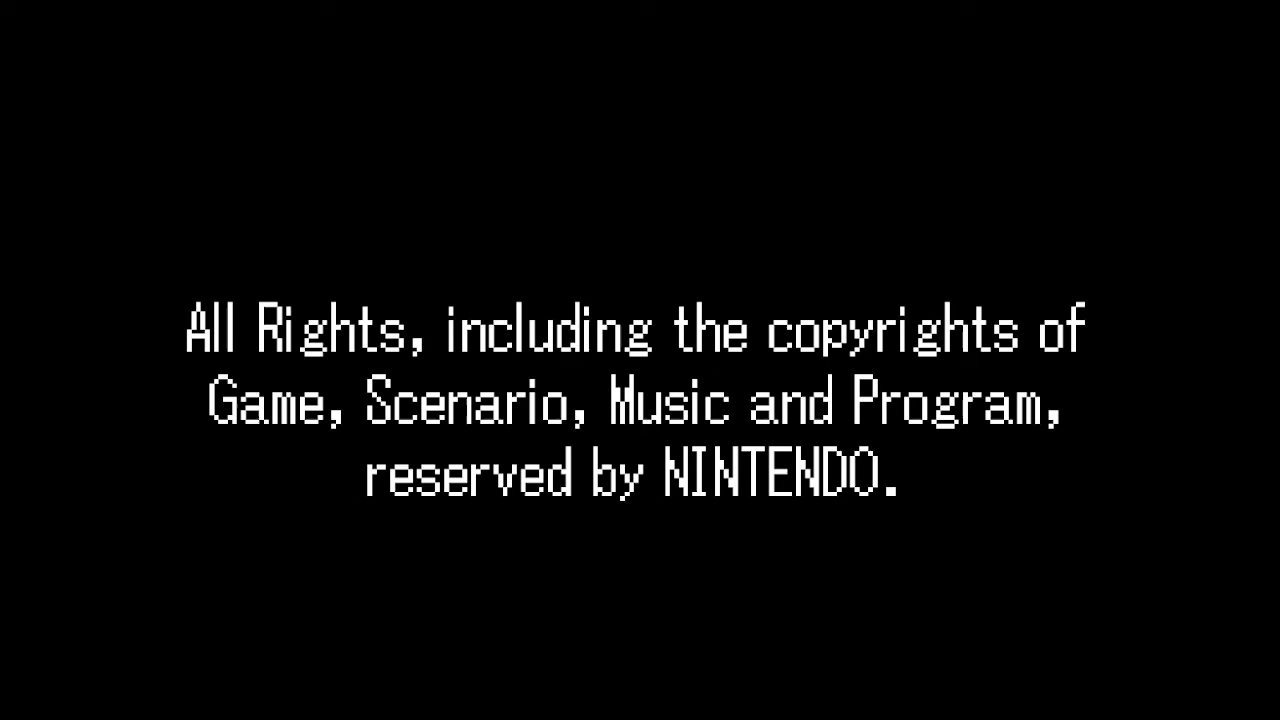 All Rights, including the copyrights of
Game, Scenario, Music and Program,
reserved by NINTENDO.